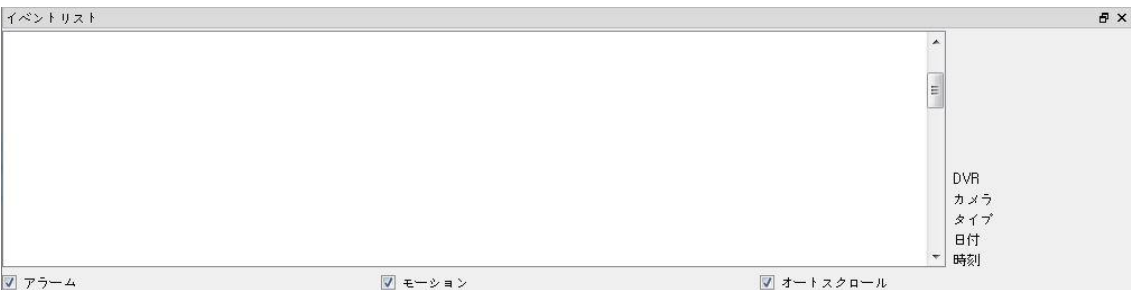 イベントリスト
DVR
カメラ
タイプ
日付
時刻
アラーム
モーション
オートスクロール